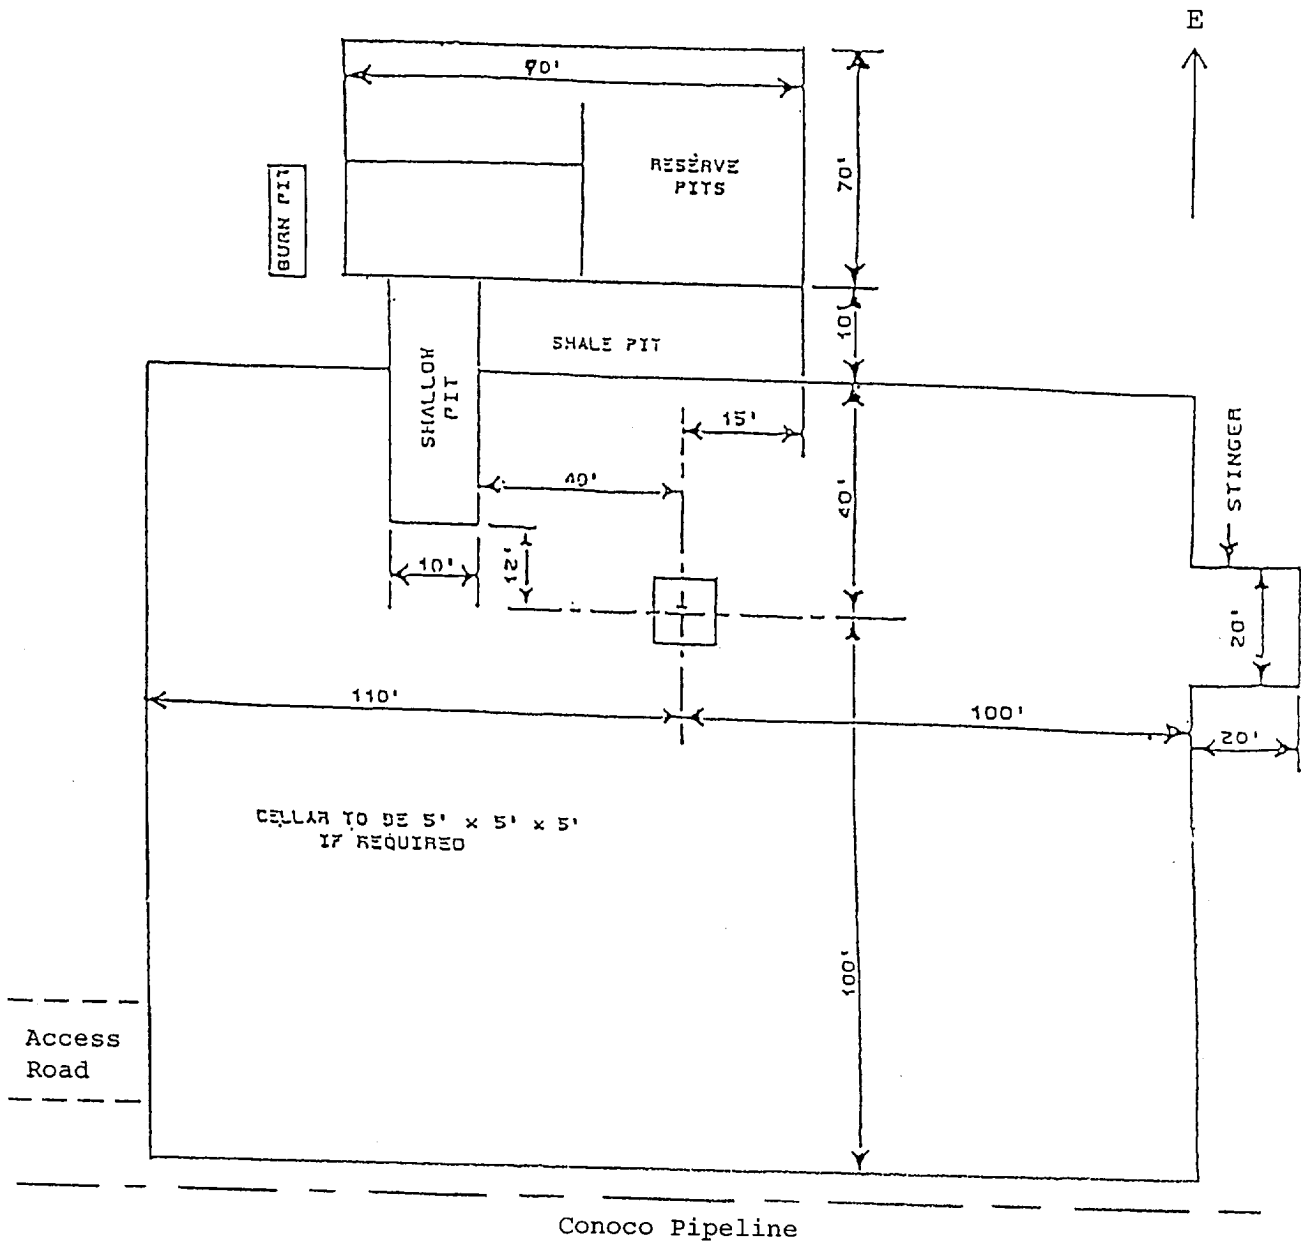 E
90'
RESERVE
PITS
70'
BURN PIT
10'
SHALE PIT
SHALLOW
PIT
15'
STINGER
40'
40'
12'
10'
20'
110'
100'
20'
CELLAR TO BE 5' x 5' x 5'
IF REQUIRED
100'
Access
Road
Conoco Pipeline